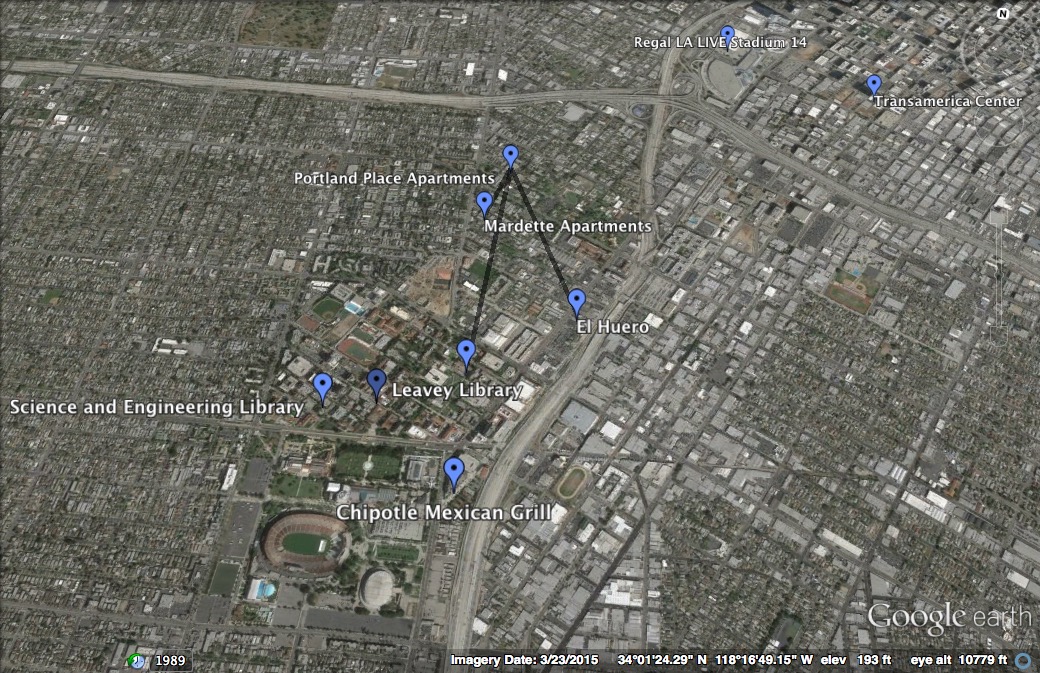 N
Regal LA LIVE Stadium 14
Transamerica Center
Portland Place Apartments
Mardette Apartments
El Huero
Leavey Library
Science and Engineering Library
Chipotle Mexican Grill
Google earth
1989
Imagery Date: 3/23/2015 34°01'24.29" N 118°16'49.15" W elev 193 ft eye alt 10779 ft